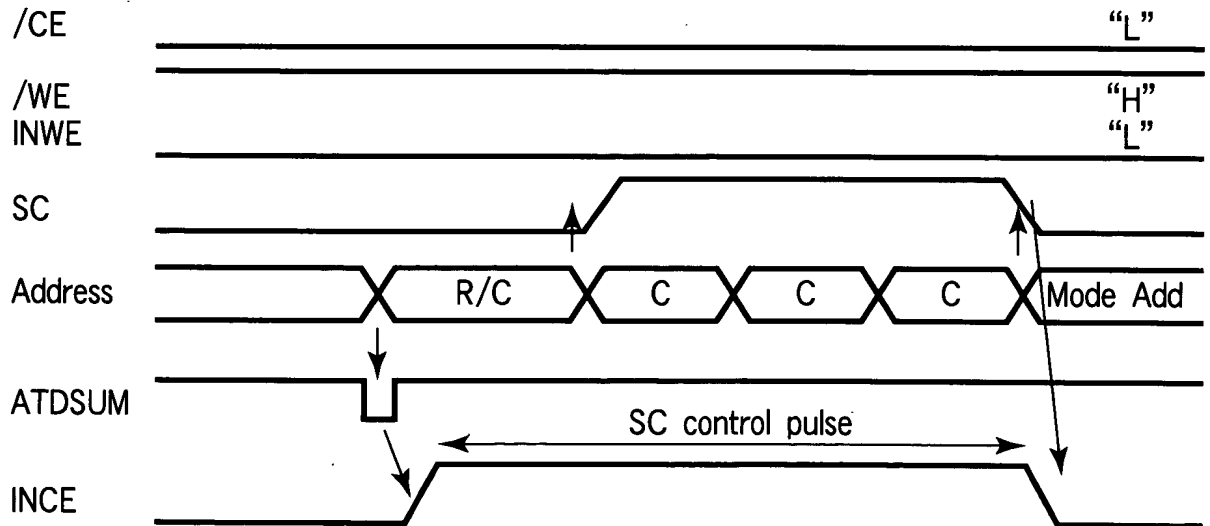 /CE “L”
/WE “H”
INWE “L”
SC
Address R/C C C C Mode Add
ATDSUM
SC control pulse
INCE